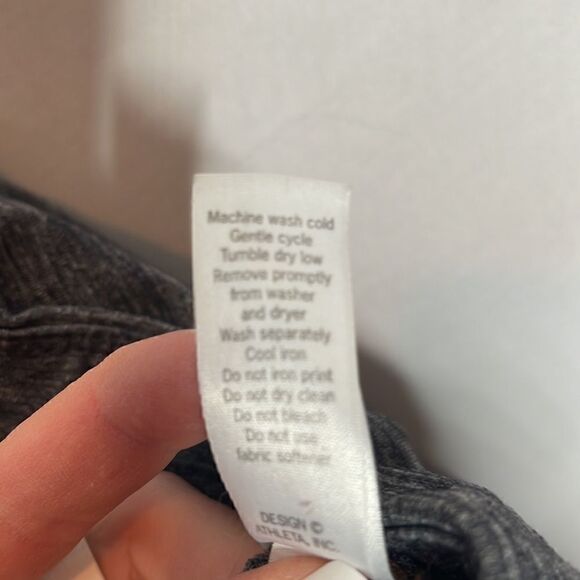 Machine wash cold
Gentle cycle
Tumble dry low
Remove promptly
from washer
and dryer
Wash separately
Cool iron
Do not iron print
Do not dry clean
Do not bleach
Do not use
fabric softener
DESIGN ©
ATHLETA, INC.